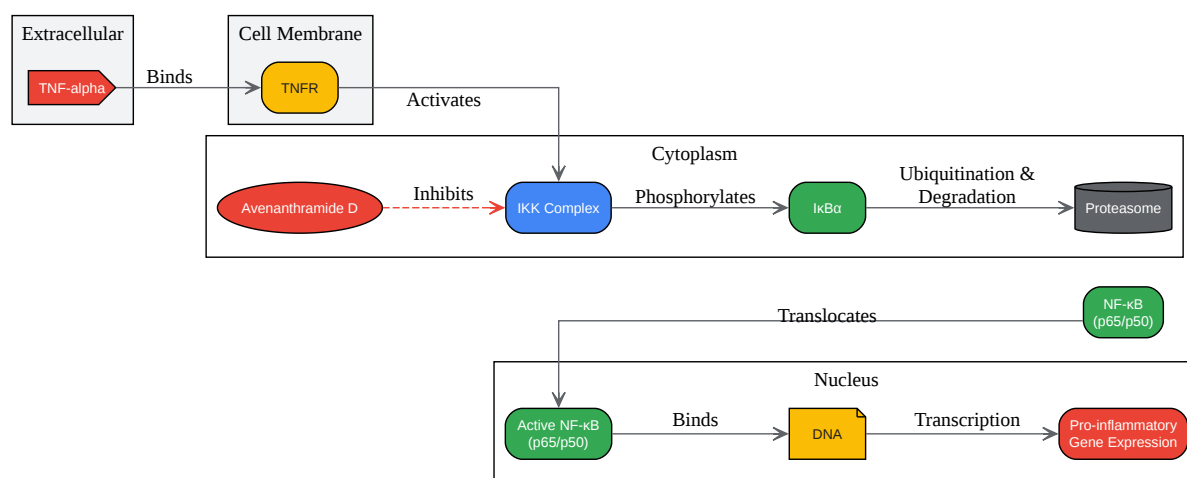 Extracellular
Cell Membrane
TNF-alpha
Binds
TNFR
Activates
Cytoplasm
Avenanthramide D
Inhibits
IKK Complex
Phosphorylates
IκBα
Ubiquitination &
Degradation
Proteasome
NF-κB
(p65/p50)
Translocates
Nucleus
Active NF-κB
(p65/p50)
Binds
DNA
Transcription
Pro-inflammatory
Gene Expression